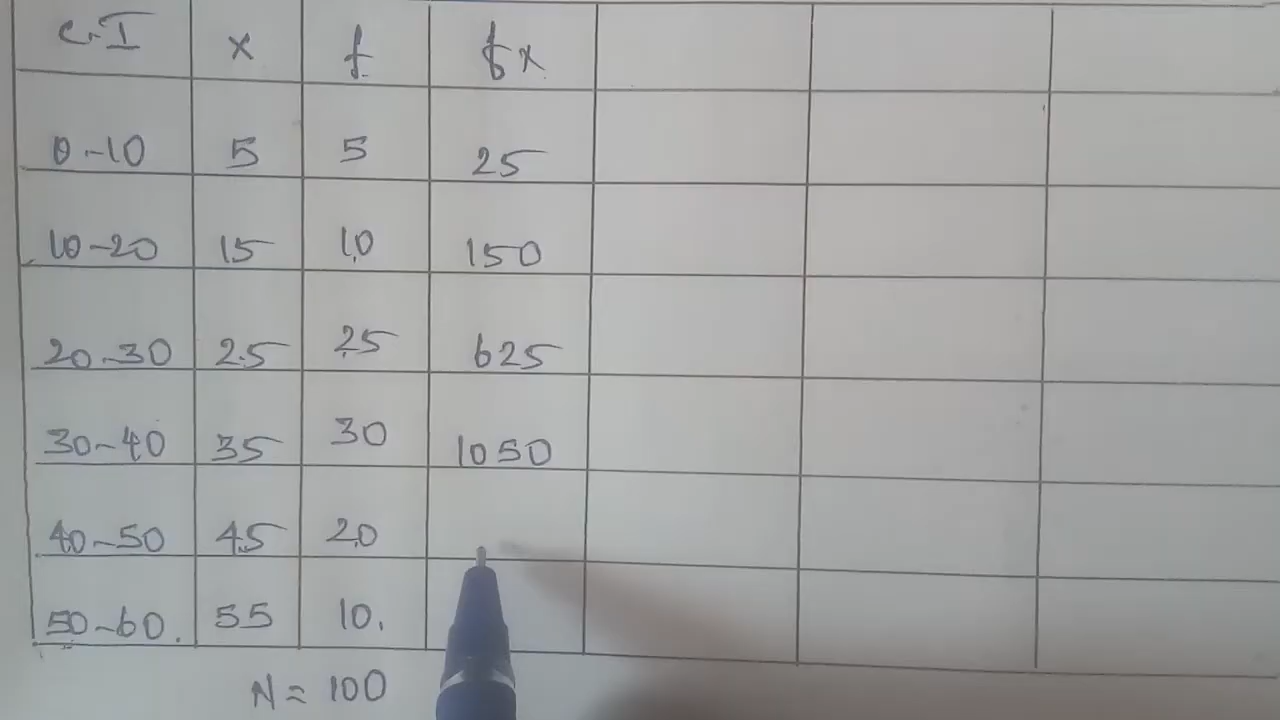 C.I x f fx
0-10 5 5 25
10-20 15 10 150
20-30 25 25 625
30-40 35 30 1050
40-50 45 20
50-60. 55 10.
N = 100